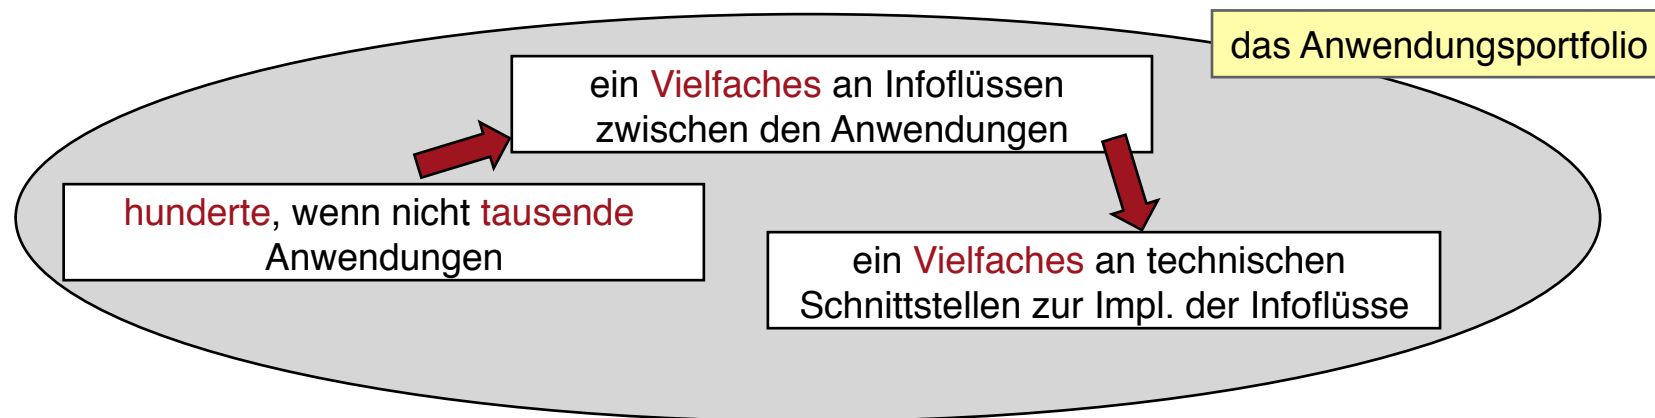 das Anwendungsportfolio
ein Vielfaches an Infoflüssen
zwischen den Anwendungen
hunderte, wenn nicht tausende
Anwendungen
ein Vielfaches an technischen
Schnittstellen zur Impl. der Infoflüsse